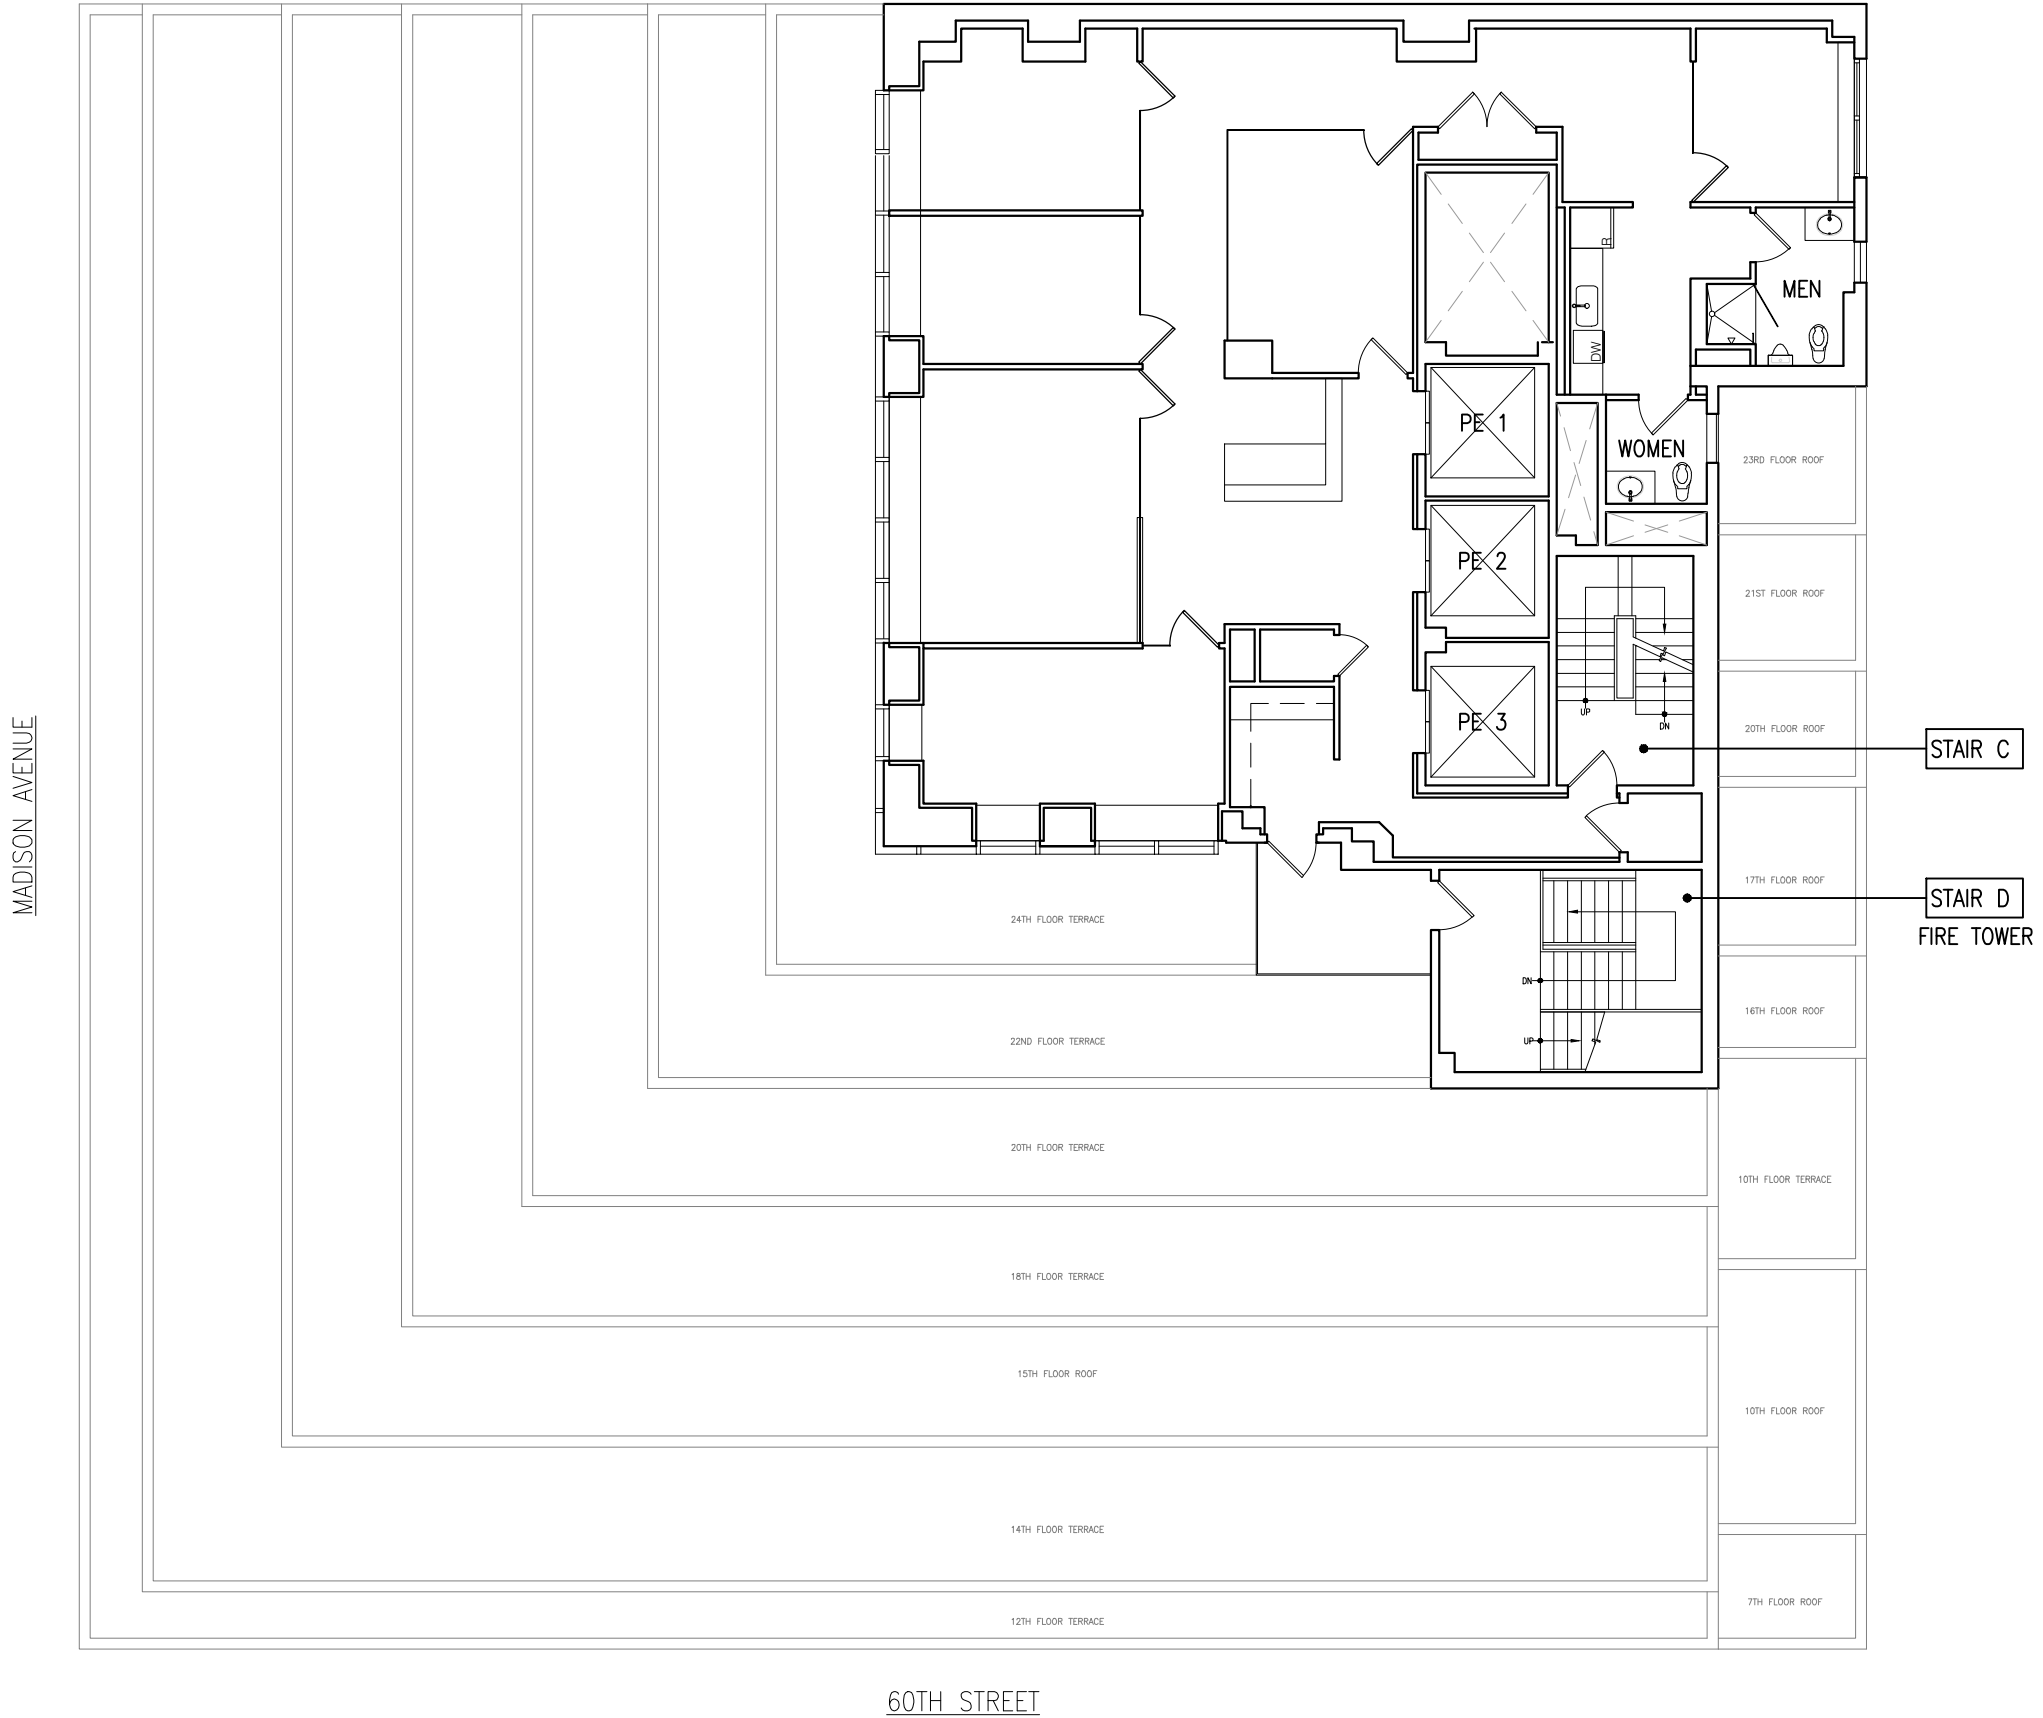 R
MEN
DW
PE 1
WOMEN
23RD FLOOR ROOF
PE 2
21ST FLOOR ROOF
PE 3
UP
DN
20TH FLOOR ROOF
STAIR C
MADISON AVENUE
17TH FLOOR ROOF
STAIR D
FIRE TOWER
24TH FLOOR TERRACE
DN
16TH FLOOR ROOF
UP
22ND FLOOR TERRACE
20TH FLOOR TERRACE
10TH FLOOR TERRACE
18TH FLOOR TERRACE
15TH FLOOR ROOF
10TH FLOOR ROOF
14TH FLOOR TERRACE
7TH FLOOR ROOF
12TH FLOOR TERRACE
60TH STREET